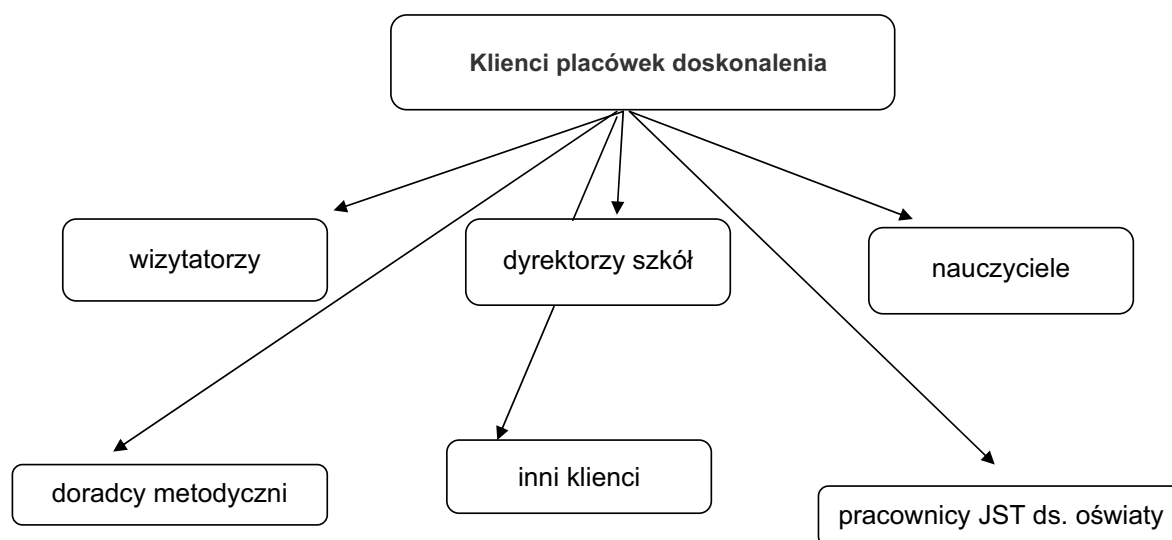 Klienci placówek doskonalenia
wizytatorzy
dyrektorzy szkół
nauczyciele
doradcy metodyczni
inni klienci
pracownicy JST ds. oświaty